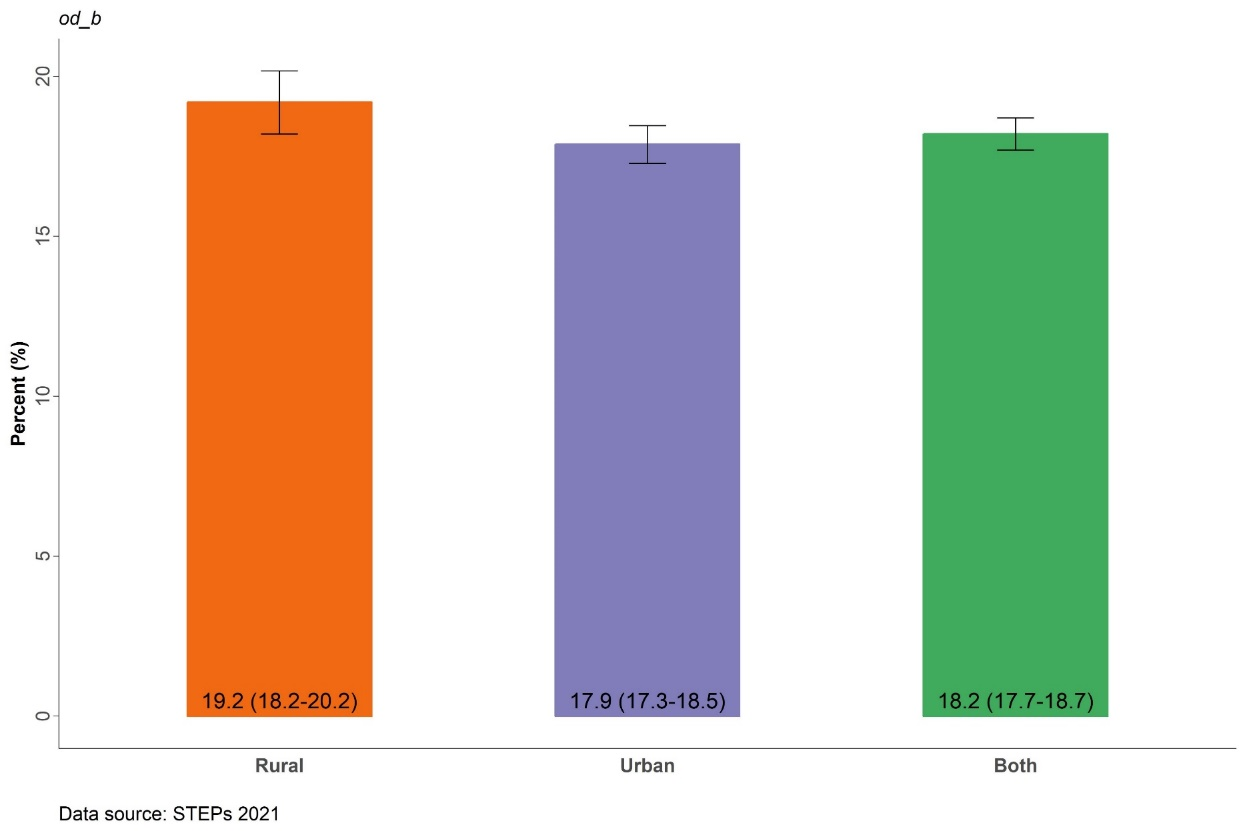 od_b
Percent (%)
20
15
10
5
0
19.2 (18.2-20.2)
17.9 (17.3-18.5)
18.2 (17.7-18.7)
Rural
Urban
Both
Data source: STEPs 2021